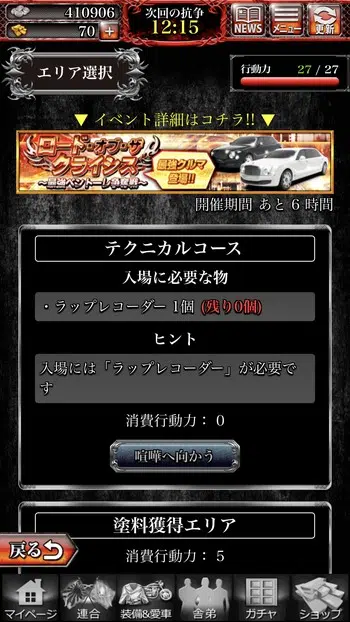 410906
次回の抗争
12:15
NEWS
メニュー
更新
70
エリア選択
行動力 27 / 27
▼ イベント詳細はコチラ!! ▼
ロード・オブ・ザ
クライシス
最強クルマ
登場!!
開催期間 あと 6 時間
テクニカルコース
入場に必要な物
・ラップレコーダー 1個 (残り0個)
ヒント
入場には「ラップレコーダー」が必要で
す
消費行動力： 0
喧嘩へ向かう
塗料獲得エリア
消費行動力： 5
戻る
マイページ
連合
装備&愛車
舎弟
ガチャ
ショップ